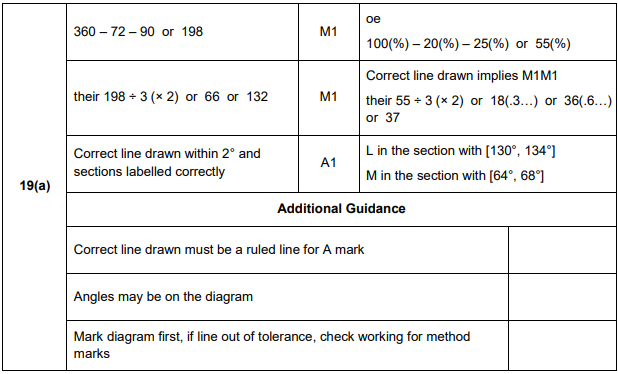 360 – 72 – 90 or 198
M1
oe
100(%) – 20(%) – 25(%) or 55(%)
their 198 ÷ 3 (× 2) or 66 or 132
M1
Correct line drawn implies M1M1
their 55 ÷ 3 (× 2) or 18(.3…) or 36(.6…)
or 37
19(a)
Correct line drawn within 2° and
sections labelled correctly
A1
L in the section with [130°, 134°]
M in the section with [64°, 68°]
Additional Guidance
Correct line drawn must be a ruled line for A mark
Angles may be on the diagram
Mark diagram first, if line out of tolerance, check working for method
marks